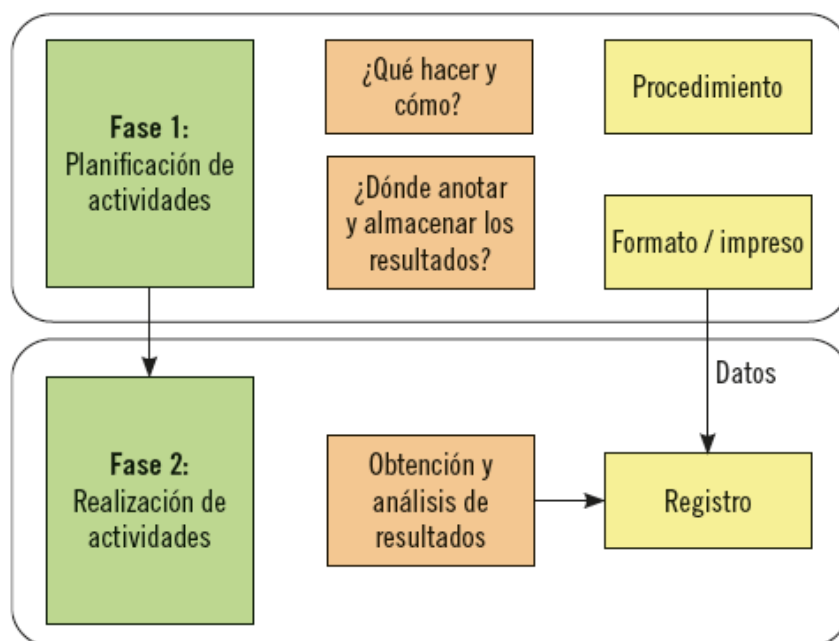 Fase 1:
Planificación de
actividades
¿Qué hacer y
cómo?
Procedimiento
¿Dónde anotar
y almacenar los
resultados?
Formato / impreso
Datos
Fase 2:
Realización de
actividades
Obtención y
análisis de
resultados
Registro